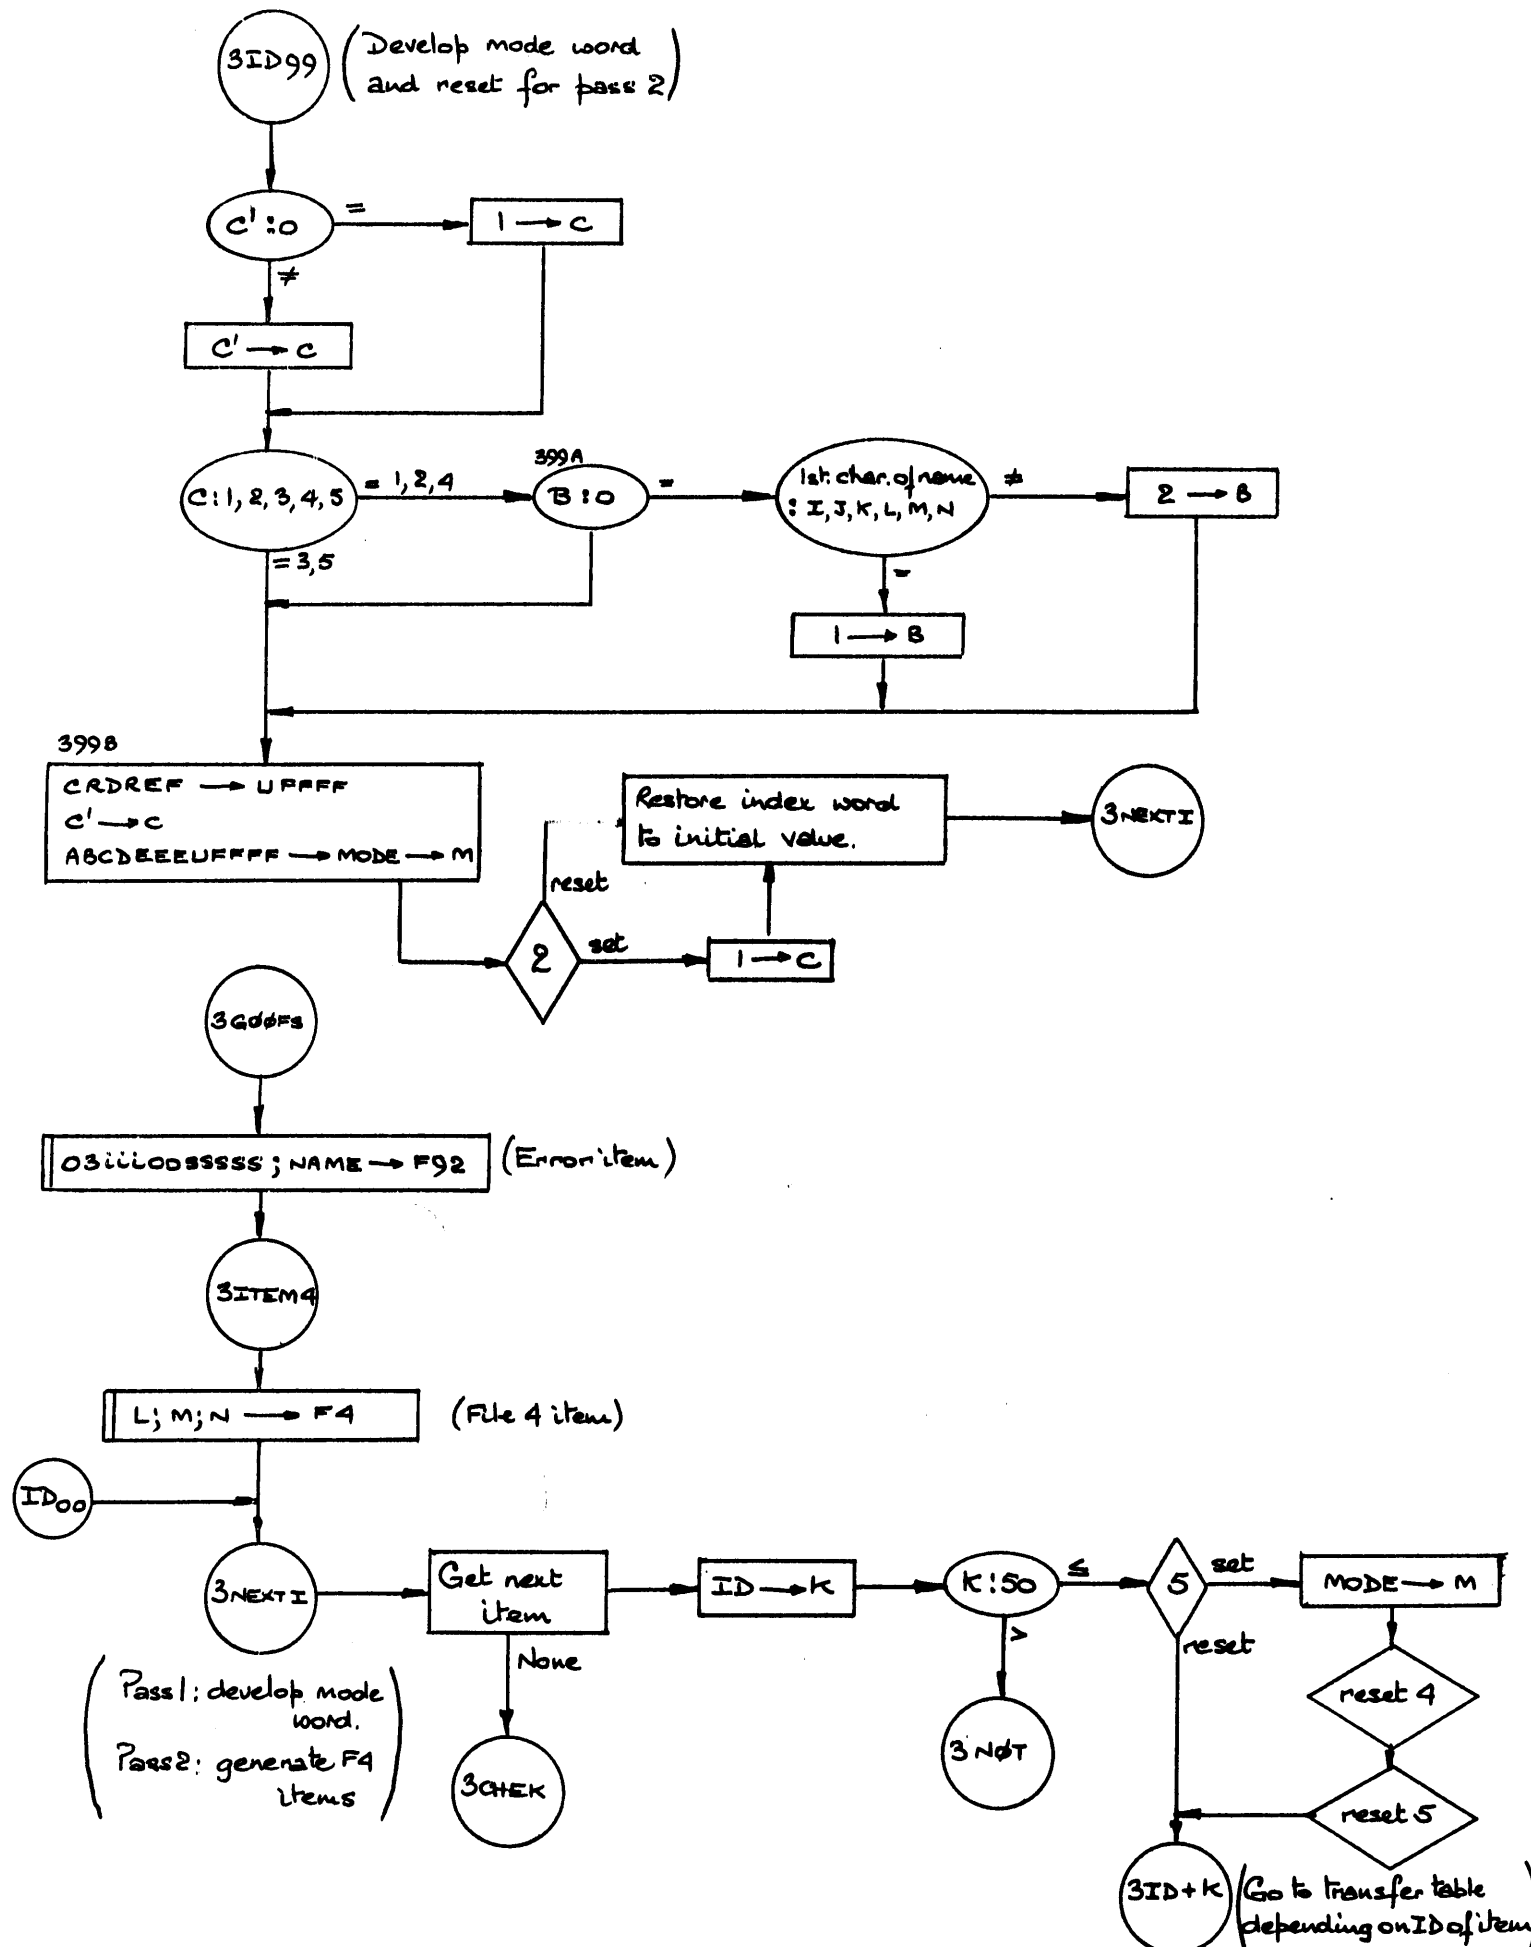 3ID99
(Develop mode word
and reset for pass 2)
C':0
=
1 → C
≠
C' → C
C:1, 2, 3, 4, 5
= 1, 2, 4
399A
B:0
=
1st. char. of name
: I, J, K, L, M, N
≠
2 → B
= 3,5
=
1 → B
399B
CRDREF → UFFFF
C' → C
ABCDEEEUFFFF → MODE → M
Restore index word
to initial value.
3NEXTI
reset
2
set
1 → C
3GØØFS
03iii00SSSSS ; NAME → F92
(Error item)
3ITEM4
L; M; N → F4
(File 4 item)
ID00
3NEXTI
Get next
item
ID → K
K:50
≤
5
set
MODE → M
>
reset
None
reset 4
(Pass 1: develop mode
word.
Pass 2: generate F4
items)
3CHEK
3NØT
reset 5
3ID+K
(Go to transfer table
depending on ID of item)